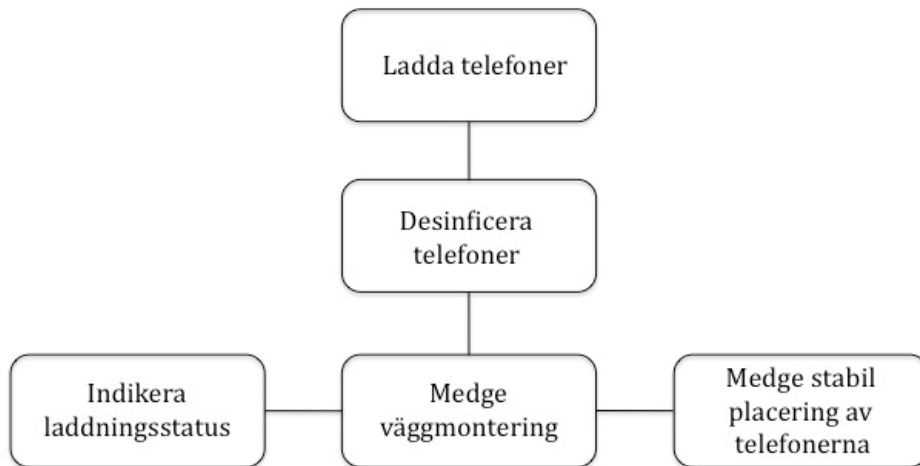 Ladda telefoner
Desinficera
telefoner
Indikera
laddningsstatus
Medge
väggmontering
Medge stabil
placering av
telefonerna